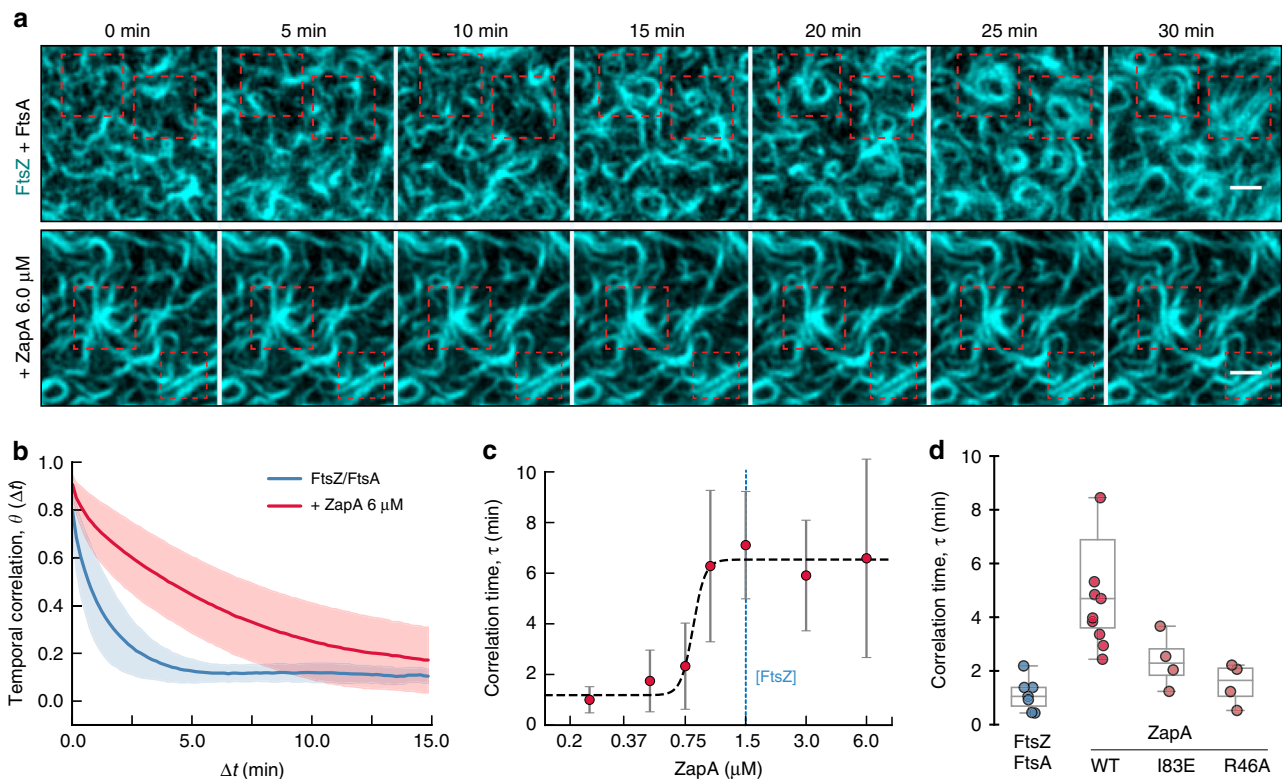 a
0 min 5 min 10 min 15 min 20 min 25 min 30 min
FtsZ + FtsA
+ ZapA 6.0 μM
b
Temporal correlation, θ (Δt)
1.0
0.8
0.6
0.4
0.2
0.0
0.0 5.0 10.0 15.0
Δt (min)
FtsZ/FtsA
+ ZapA 6 μM
c
Correlation time, τ (min)
10
8
6
4
2
0
[FtsZ]
0.2 0.37 0.75 1.5 3.0 6.0
ZapA (μM)
d
Correlation time, τ (min)
10
8
6
4
2
0
FtsZ
FtsA
ZapA
WT I83E R46A